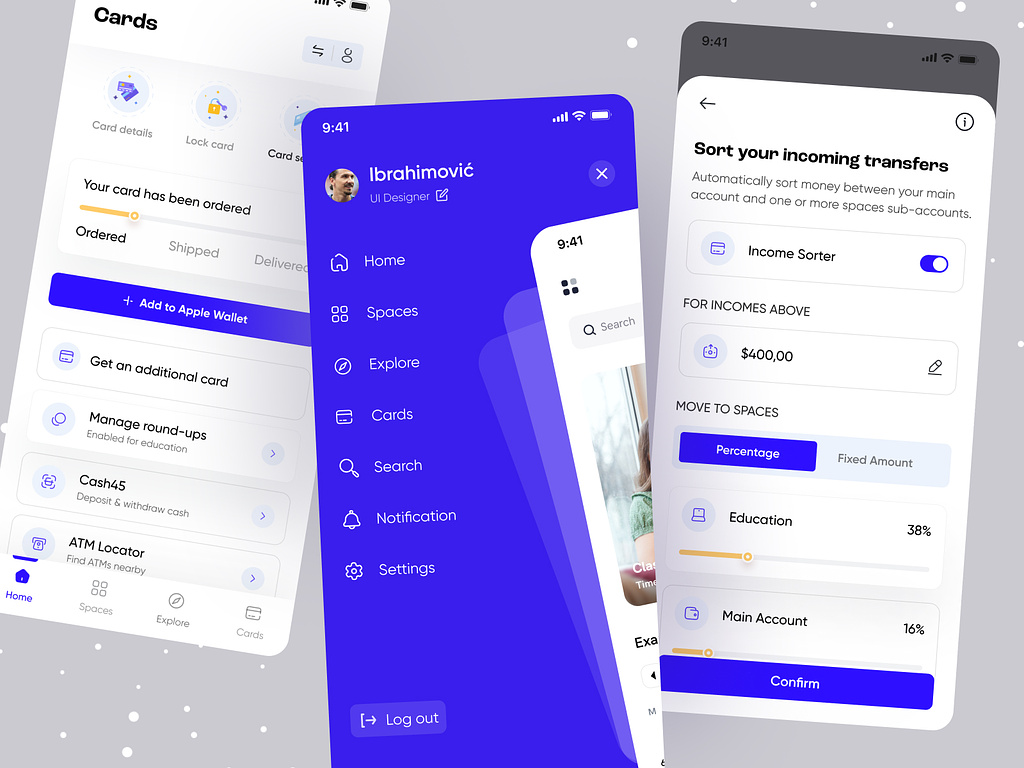 Cards
Card details
Lock card
Your card has been ordered
Ordered
Shipped
Delivered
+ Add to Apple Wallet
Get an additional card
Manage round-ups
Enabled for education
Cash45
Deposit & withdraw cash
ATM Locator
Find ATMs nearby
Home
Spaces
Explore
Cards
9:41
Ibrahimović
UI Designer
Home
Spaces
Explore
Cards
Search
Notification
Settings
Log out
9:41
Search
9:41
Sort your incoming transfers
Automatically sort money between your main
account and one or more spaces sub-accounts.
Income Sorter
FOR INCOMES ABOVE
$400,00
MOVE TO SPACES
Percentage
Fixed Amount
Education
38%
Main Account
16%
Confirm